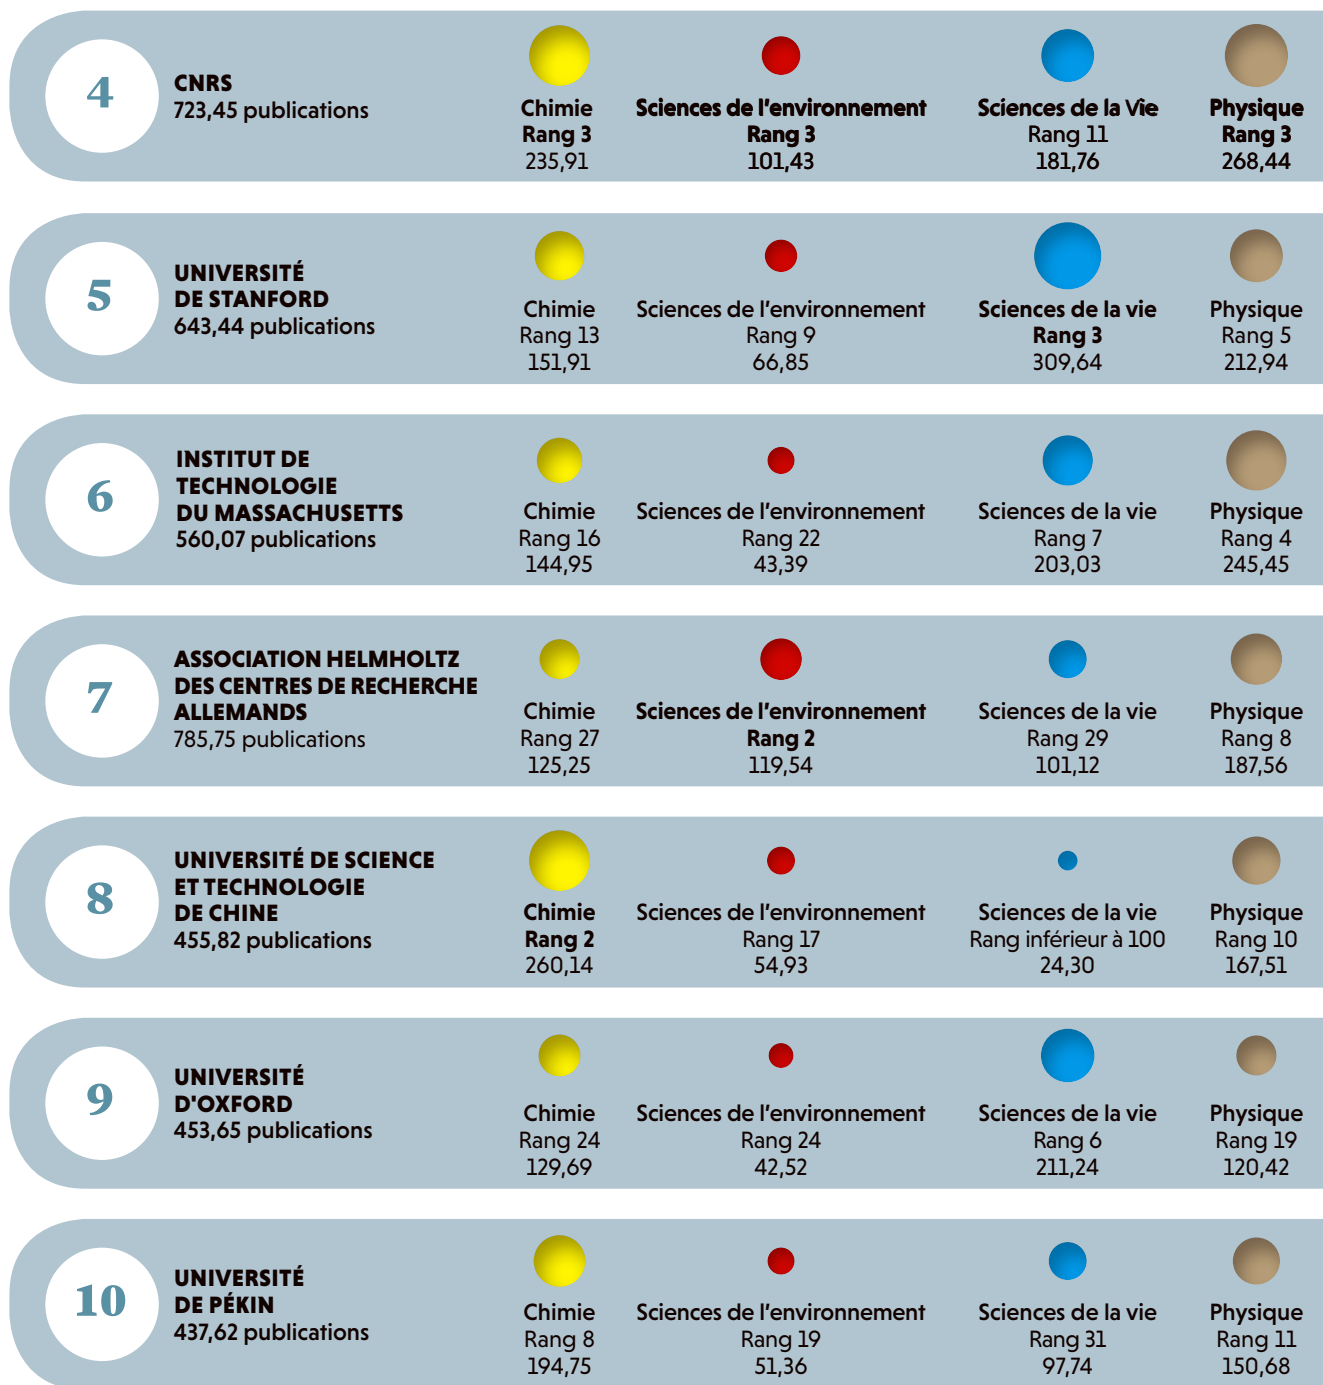 4
CNRS
723,45 publications
Chimie
Rang 3
235,91
Sciences de l'environnement
Rang 3
101,43
Sciences de la Vie
Rang 11
181,76
Physique
Rang 3
268,44
5
UNIVERSITÉ
DE STANFORD
643,44 publications
Chimie
Rang 13
151,91
Sciences de l'environnement
Rang 9
66,85
Sciences de la vie
Rang 3
309,64
Physique
Rang 5
212,94
6
INSTITUT DE
TECHNOLOGIE
DU MASSACHUSETTS
560,07 publications
Chimie
Rang 16
144,95
Sciences de l'environnement
Rang 22
43,39
Sciences de la vie
Rang 7
203,03
Physique
Rang 4
245,45
7
ASSOCIATION HELMHOLTZ
DES CENTRES DE RECHERCHE
ALLEMANDS
785,75 publications
Chimie
Rang 27
125,25
Sciences de l'environnement
Rang 2
119,54
Sciences de la vie
Rang 29
101,12
Physique
Rang 8
187,56
8
UNIVERSITÉ DE SCIENCE
ET TECHNOLOGIE
DE CHINE
455,82 publications
Chimie
Rang 2
260,14
Sciences de l'environnement
Rang 17
54,93
Sciences de la vie
Rang inférieur à 100
24,30
Physique
Rang 10
167,51
9
UNIVERSITÉ
D'OXFORD
453,65 publications
Chimie
Rang 24
129,69
Sciences de l'environnement
Rang 24
42,52
Sciences de la vie
Rang 6
211,24
Physique
Rang 19
120,42
10
UNIVERSITÉ
DE PÉKIN
437,62 publications
Chimie
Rang 8
194,75
Sciences de l'environnement
Rang 19
51,36
Sciences de la vie
Rang 31
97,74
Physique
Rang 11
150,68